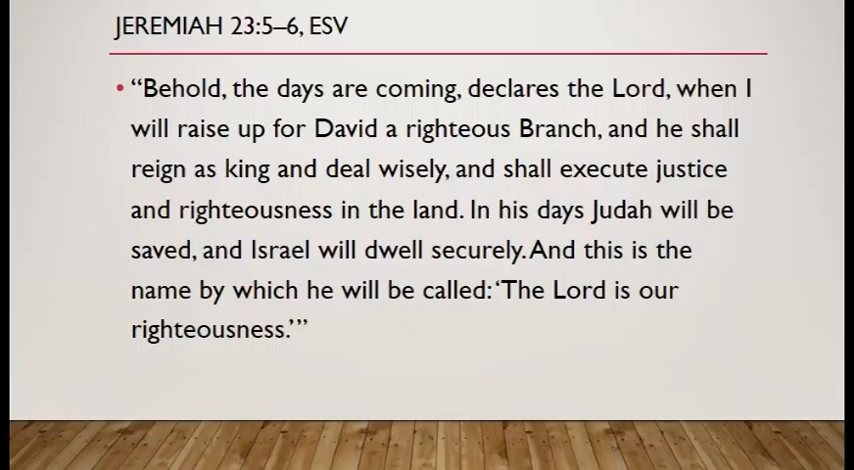 JEREMIAH 23:5–6, ESV
• “Behold, the days are coming, declares the Lord, when I
will raise up for David a righteous Branch, and he shall
reign as king and deal wisely, and shall execute justice
and righteousness in the land. In his days Judah will be
saved, and Israel will dwell securely. And this is the
name by which he will be called: ‘The Lord is our
righteousness.’”